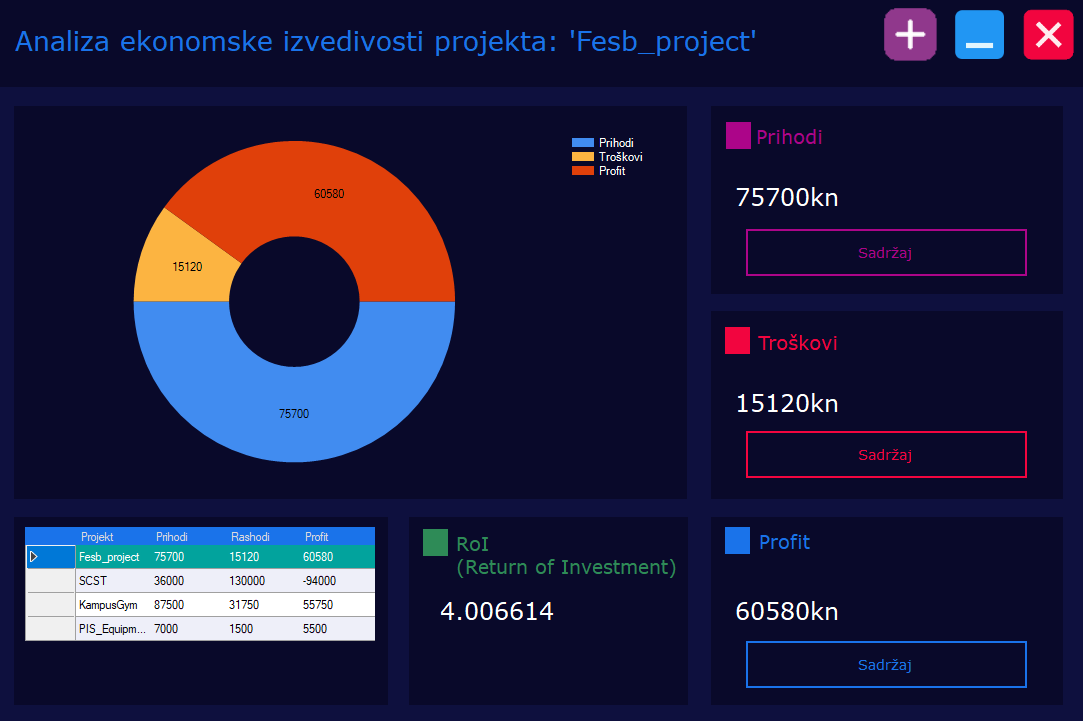 Analiza ekonomske izvedivosti projekta: 'Fesb_project'
Prihodi
Troškovi
Profit
60580
15120
75700
Prihodi
75700kn
Sadržaj
Troškovi
15120kn
Sadržaj
Projekt Prihodi Rashodi Profit
Fesb_project 75700 15120 60580
SCST 36000 130000 -94000
KampusGym 87500 31750 55750
PIS_Equipm... 7000 1500 5500
RoI
(Return of Investment)
4.006614
Profit
60580kn
Sadržaj